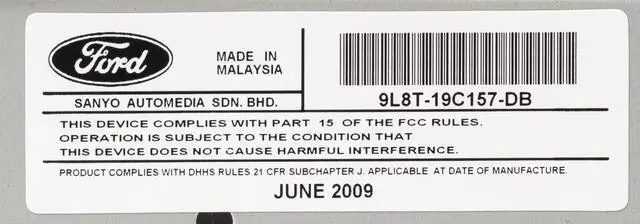 Ford
MADE IN
MALAYSIA
SANYO AUTOMEDIA SDN. BHD.
9L8T-19C157-DB
THIS DEVICE COMPLIES WITH PART 15 OF THE FCC RULES.
OPERATION IS SUBJECT TO THE CONDITION THAT
THIS DEVICE DOES NOT CAUSE HARMFUL INTERFERENCE.
PRODUCT COMPLIES WITH DHHS RULES 21 CFR SUBCHAPTER J. APPLICABLE AT DATE OF MANUFACTURE.
JUNE 2009